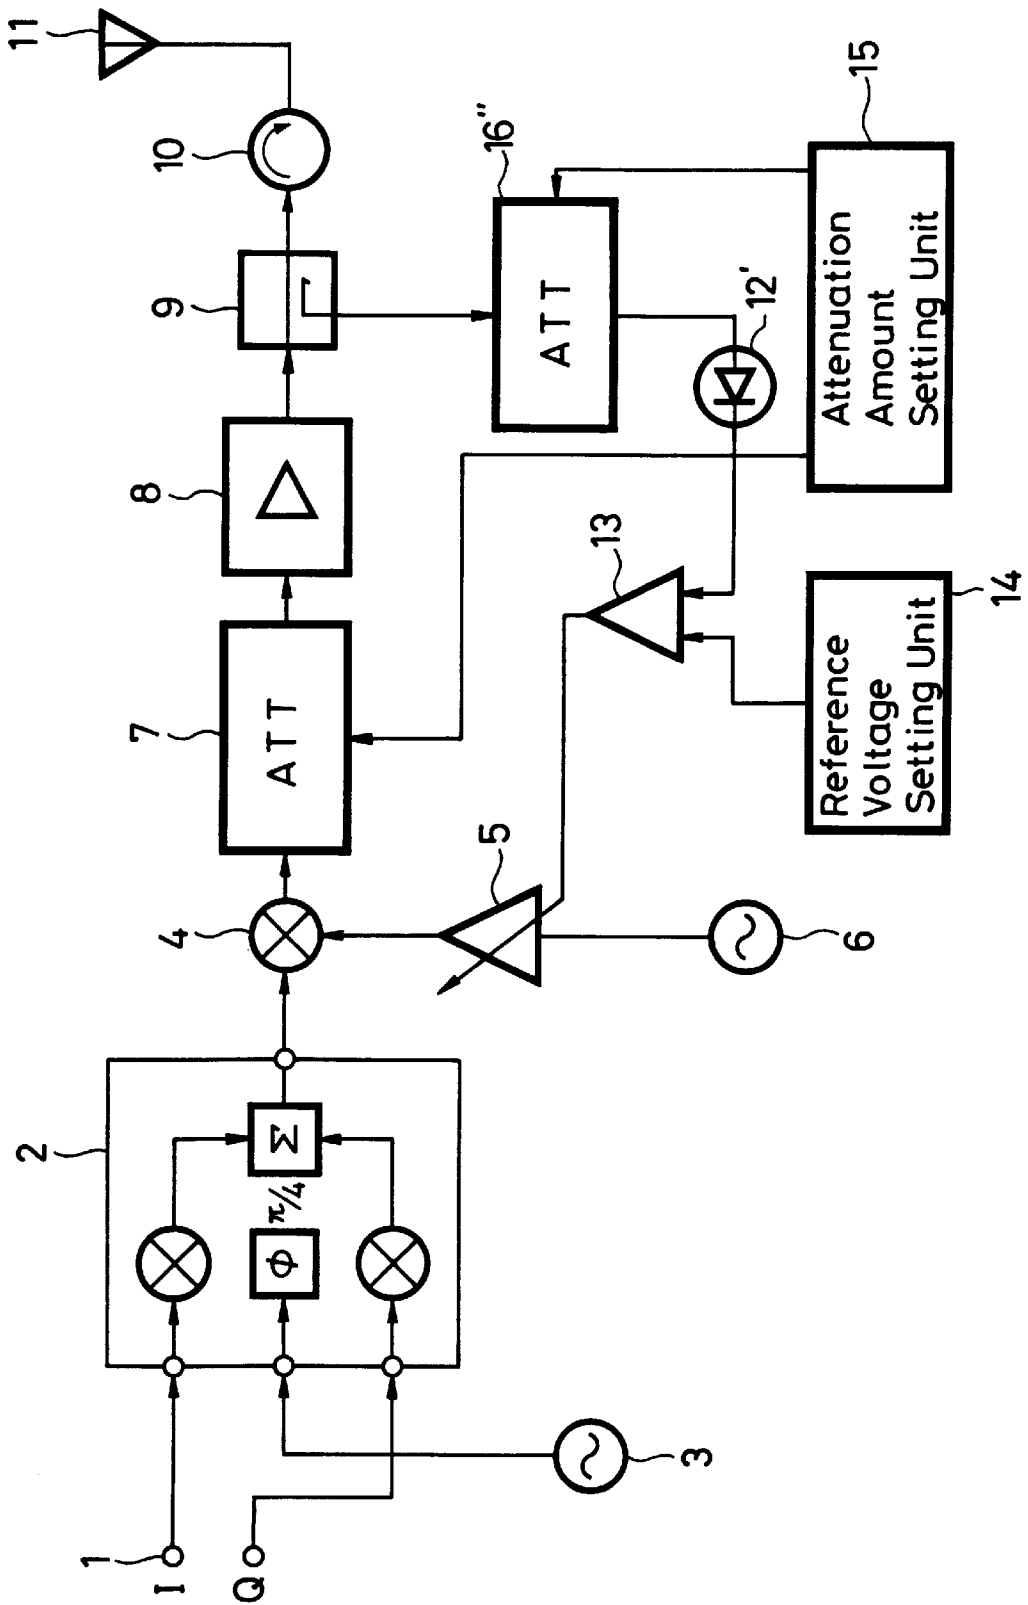 1
I
Q
2
3
Φ
π/4
Σ
4
5
6
7
ATT
8
9
10
11
16"
ATT
12'
13
14
Reference
Voltage
Setting Unit
15
Attenuation
Amount
Setting Unit